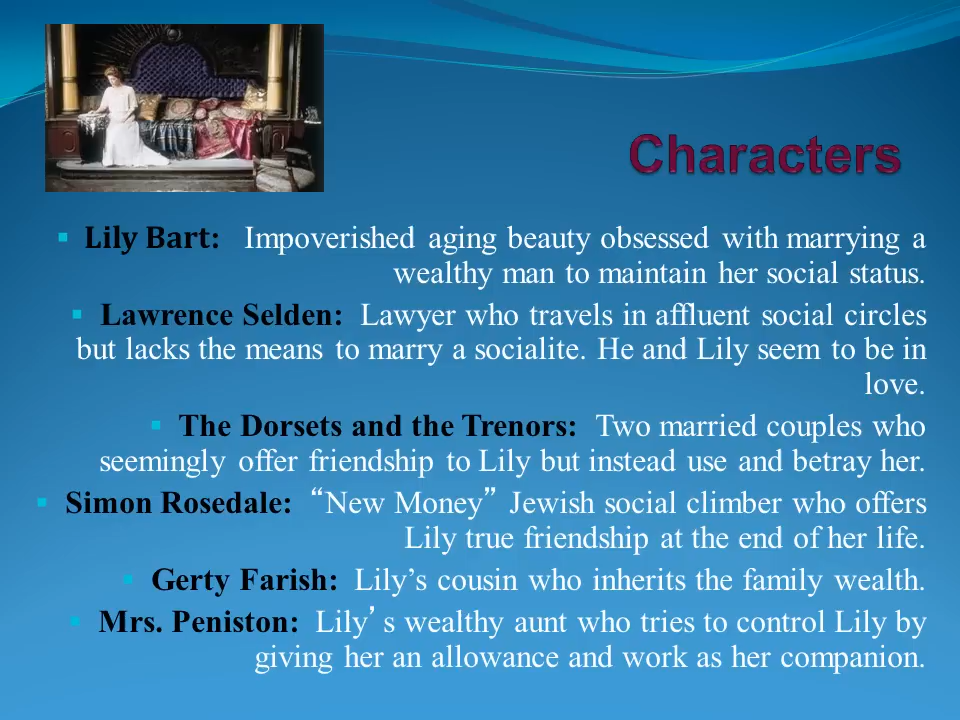 Characters
▪ Lily Bart: Impoverished aging beauty obsessed with marrying a
wealthy man to maintain her social status.
▪ Lawrence Selden: Lawyer who travels in affluent social circles
but lacks the means to marry a socialite. He and Lily seem to be in
love.
▪ The Dorsets and the Trenors: Two married couples who
seemingly offer friendship to Lily but instead use and betray her.
▪ Simon Rosedale: “New Money” Jewish social climber who offers
Lily true friendship at the end of her life.
▪ Gerty Farish: Lily’s cousin who inherits the family wealth.
▪ Mrs. Peniston: Lily’s wealthy aunt who tries to control Lily by
giving her an allowance and work as her companion.